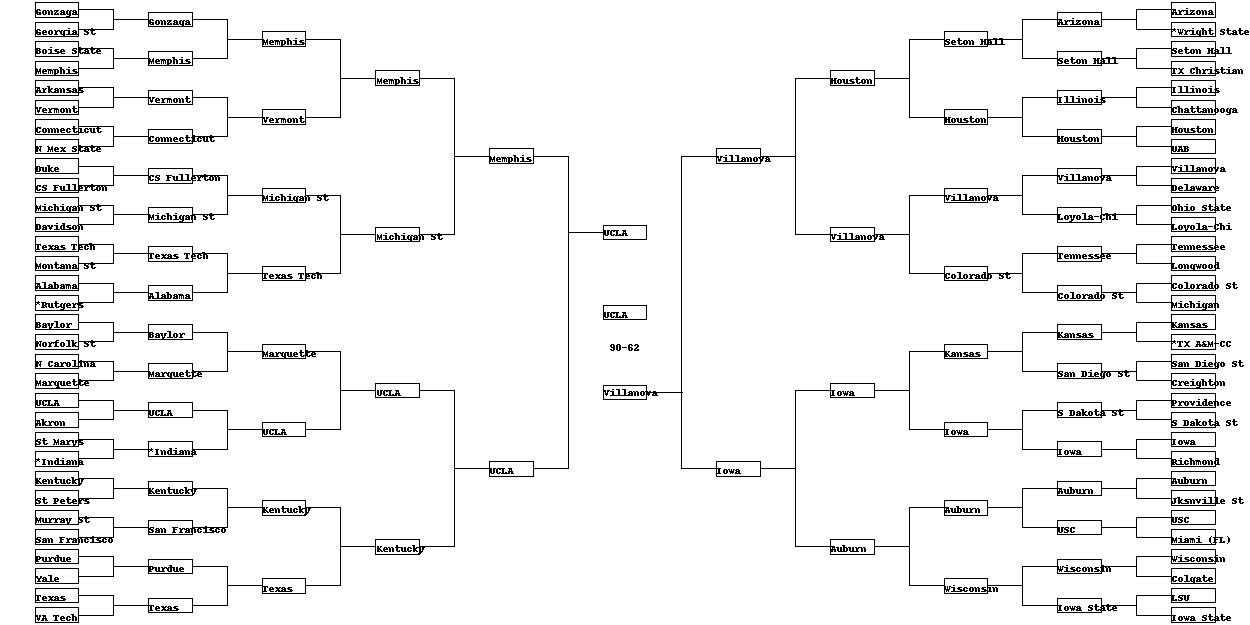 Gonzaga
Georgia St
Boise State
Memphis
Arkansas
Vermont
Connecticut
N Mex State
Duke
CS Fullerton
Michigan St
Davidson
Texas Tech
Montana St
Alabama
*Rutgers
Baylor
Norfolk St
N Carolina
Marquette
UCLA
Akron
St Marys
*Indiana
Kentucky
St Peters
Murray St
San Francisco
Purdue
Yale
Texas
VA Tech
Gonzaga
Memphis
Vermont
Connecticut
CS Fullerton
Michigan St
Texas Tech
Alabama
Baylor
Marquette
UCLA
*Indiana
Kentucky
San Francisco
Purdue
Texas
Memphis
Vermont
Michigan St
Texas Tech
Marquette
UCLA
Kentucky
Texas
Memphis
Michigan St
UCLA
Kentucky
Memphis
UCLA
UCLA
UCLA
90-62
Villanova
Villanova
Iowa
Houston
Villanova
Iowa
Auburn
Seton Hall
Houston
Villanova
Colorado St
Kansas
Iowa
Auburn
Wisconsin
Arizona
Seton Hall
Illinois
Houston
Villanova
Loyola-Chi
Tennessee
Colorado St
Kansas
San Diego St
S Dakota St
Iowa
Auburn
USC
Wisconsin
Iowa State
Arizona
*Wright State
Seton Hall
TX Christian
Illinois
Chattanooga
Houston
UAB
Villanova
Delaware
Ohio State
Loyola-Chi
Tennessee
Longwood
Colorado St
Michigan
Kansas
*TX A&M-CC
San Diego St
Creighton
Providence
S Dakota St
Iowa
Richmond
Auburn
Jksnville St
USC
Miami (FL)
Wisconsin
Colgate
LSU
Iowa State